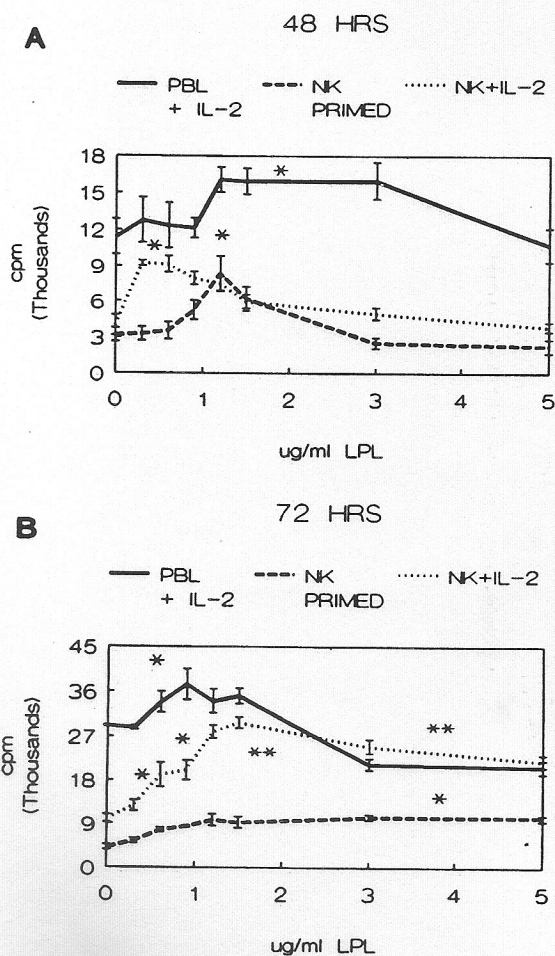 A
48 HRS
PBL + IL-2
NK PRIMED
NK+IL-2
18
15
12
9
6
3
0
cpm (Thousands)
*
*
*
0 1 2 3 4 5
ug/ml LPL
B
72 HRS
PBL + IL-2
NK PRIMED
NK+IL-2
45
36
27
18
9
0
cpm (Thousands)
*
*
*
**
**
*
0 1 2 3 4 5
ug/ml LPL